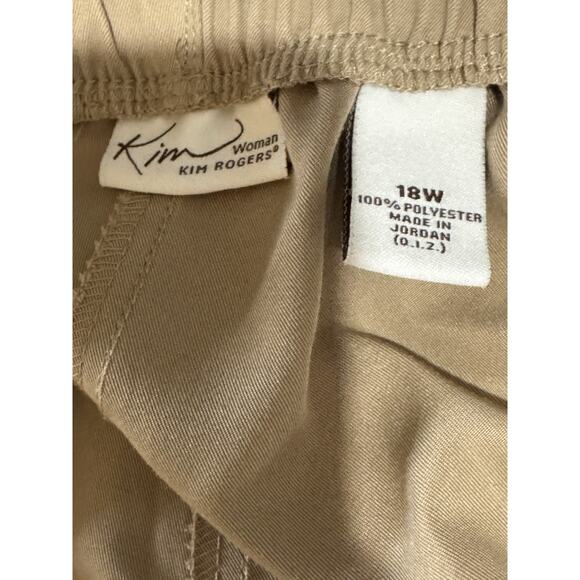 Kim Woman
KIM ROGERS®
18W
100% POLYESTER
MADE IN
JORDAN
(Q.I.Z.)